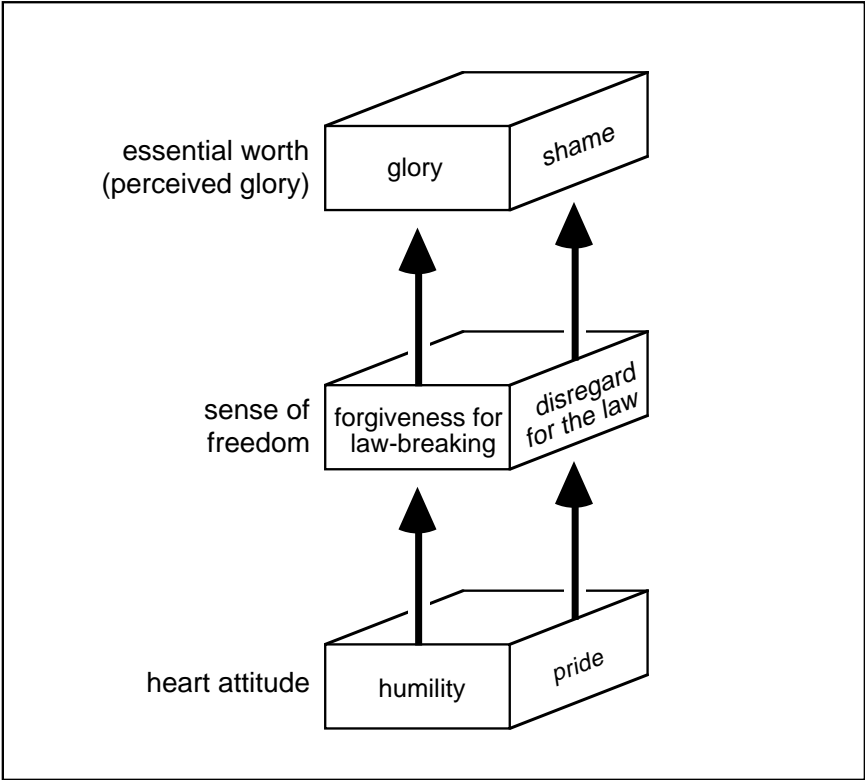 essential worth
(perceived glory)
glory
shame
sense of
freedom
forgiveness for
law-breaking
disregard
for the law
heart attitude
humility
pride